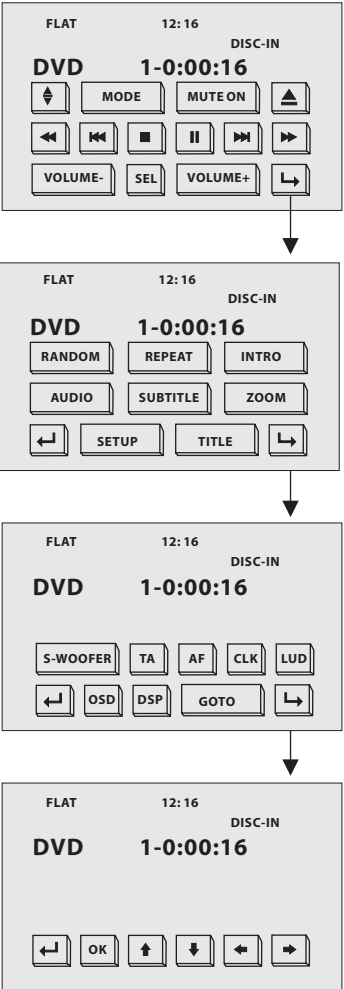 FLAT 12:16
DISC-IN
DVD 1-0:00:16
MODE MUTE ON
VOLUME- SEL VOLUME+
FLAT 12:16
DISC-IN
DVD 1-0:00:16
RANDOM REPEAT INTRO
AUDIO SUBTITLE ZOOM
SETUP TITLE
FLAT 12:16
DISC-IN
DVD 1-0:00:16
S-WOOFER TA AF CLK LUD
OSD DSP GOTO
FLAT 12:16
DISC-IN
DVD 1-0:00:16
OK